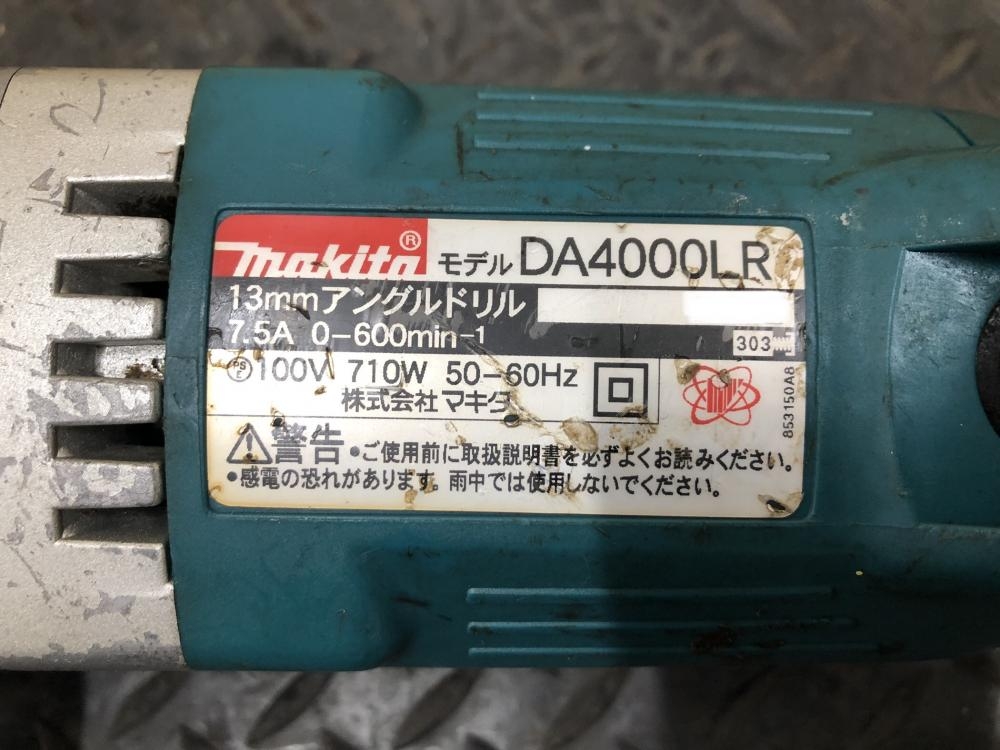 makita® モデル DA4000LR
13mmアングルドリル
7.5A 0-600min-1
303
PSE 100V 710W 50-60Hz
株式会社 マキタ
853150A8
警告 •ご使用前に取扱説明書を必ずよくお読みください。
•感電の恐れがあります。雨中では使用しないでください。